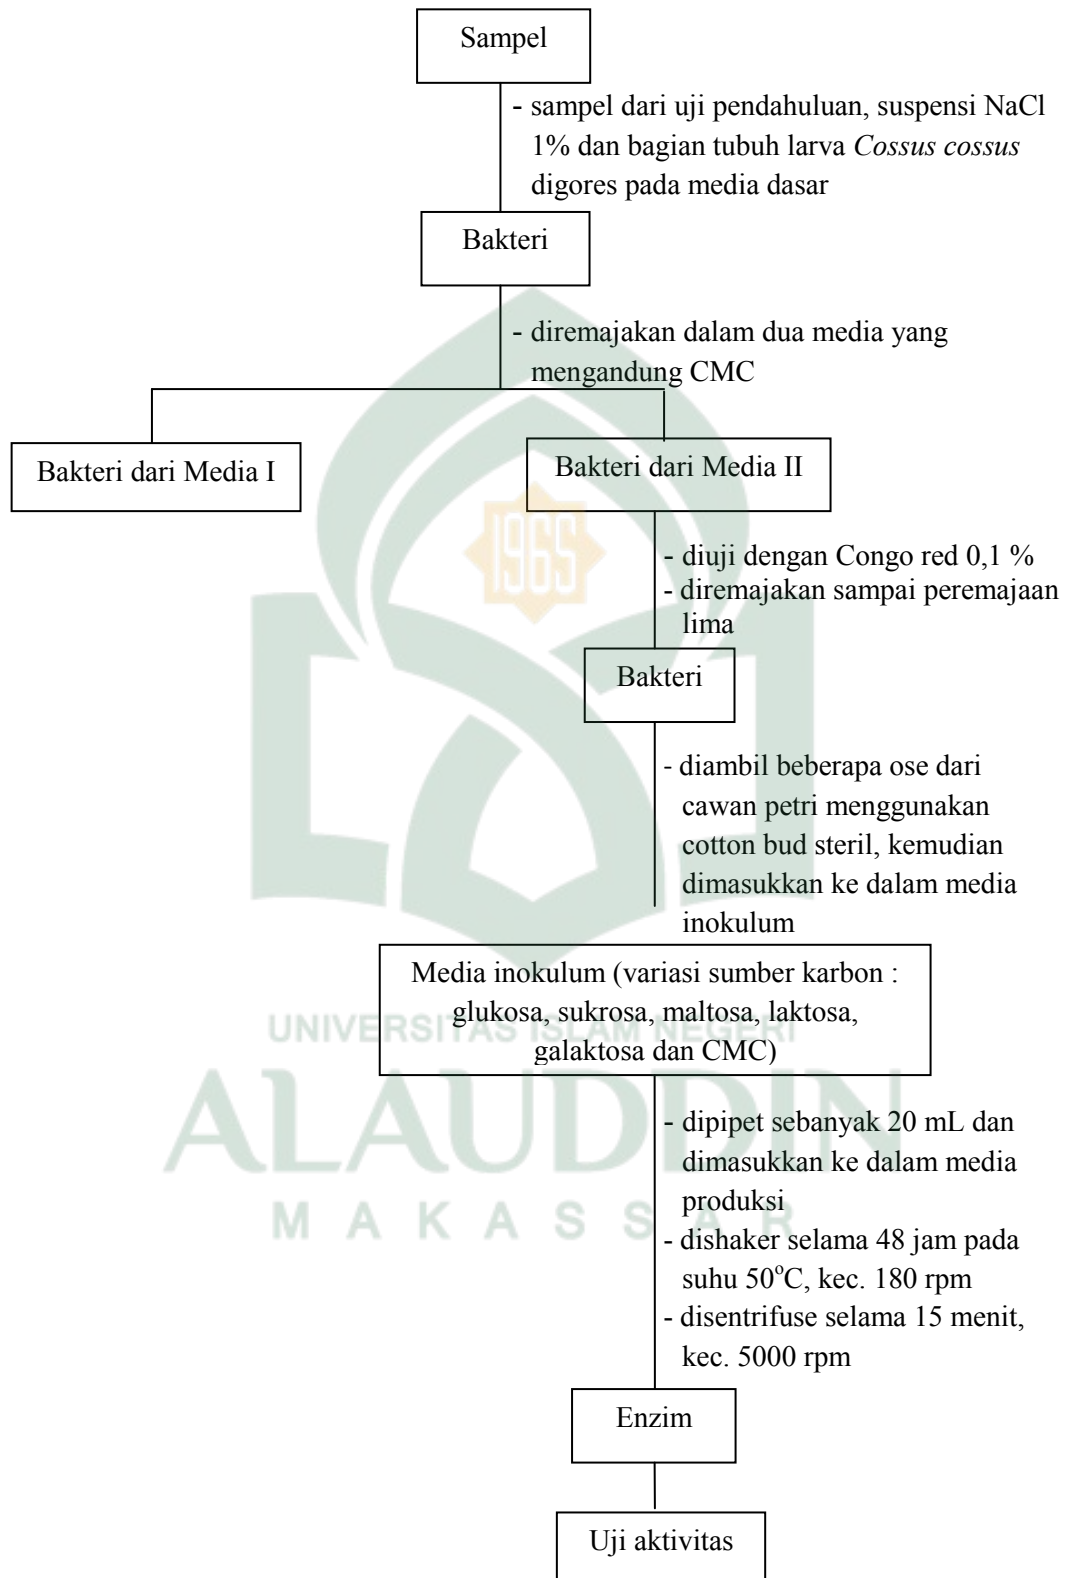 Sampel
- sampel dari uji pendahuluan, suspensi NaCl
1% dan bagian tubuh larva Cossus cossus
digores pada media dasar
Bakteri
- diremajakan dalam dua media yang
mengandung CMC
Bakteri dari Media I
Bakteri dari Media II
1965
- diuji dengan Congo red 0,1 %
- diremajakan sampai peremajaan
lima
Bakteri
- diambil beberapa ose dari
cawan petri menggunakan
cotton bud steril, kemudian
dimasukkan ke dalam media
inokulum
Media inokulum (variasi sumber karbon :
glukosa, sukrosa, maltosa, laktosa,
galaktosa dan CMC)
UNIVERSITAS ISLAM NEGERI
ALAUDDIN
MAKASSAR
- dipipet sebanyak 20 mL dan
dimasukkan ke dalam media
produksi
- dishaker selama 48 jam pada
suhu 50°C, kec. 180 rpm
- disentrifuse selama 15 menit,
kec. 5000 rpm
Enzim
Uji aktivitas